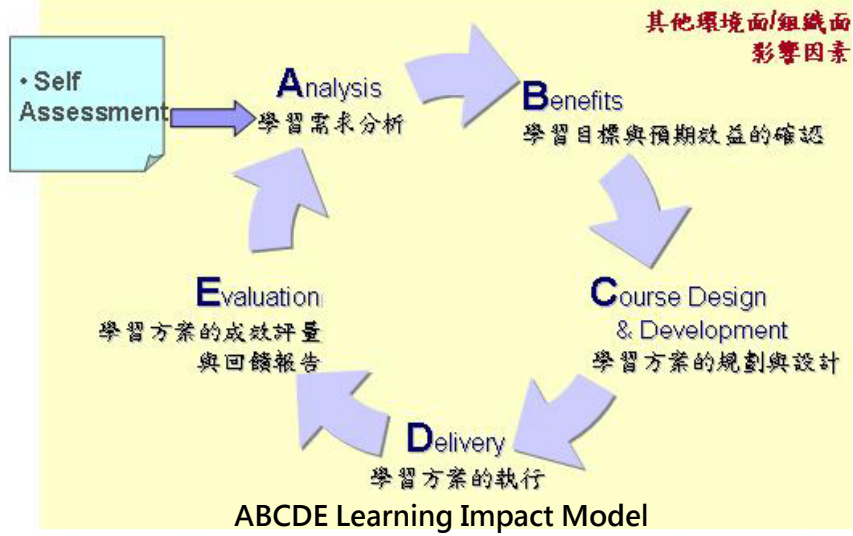 其他環境面/組織面
影響因素
• Self
Assessment
Analysis
學習需求分析
Benefits
學習目標與預期效益的確認
Course Design
& Development
學習方案的規劃與設計
Delivery
學習方案的執行
Evaluation
學習方案的成效評量
與回饋報告
ABCDE Learning Impact Model